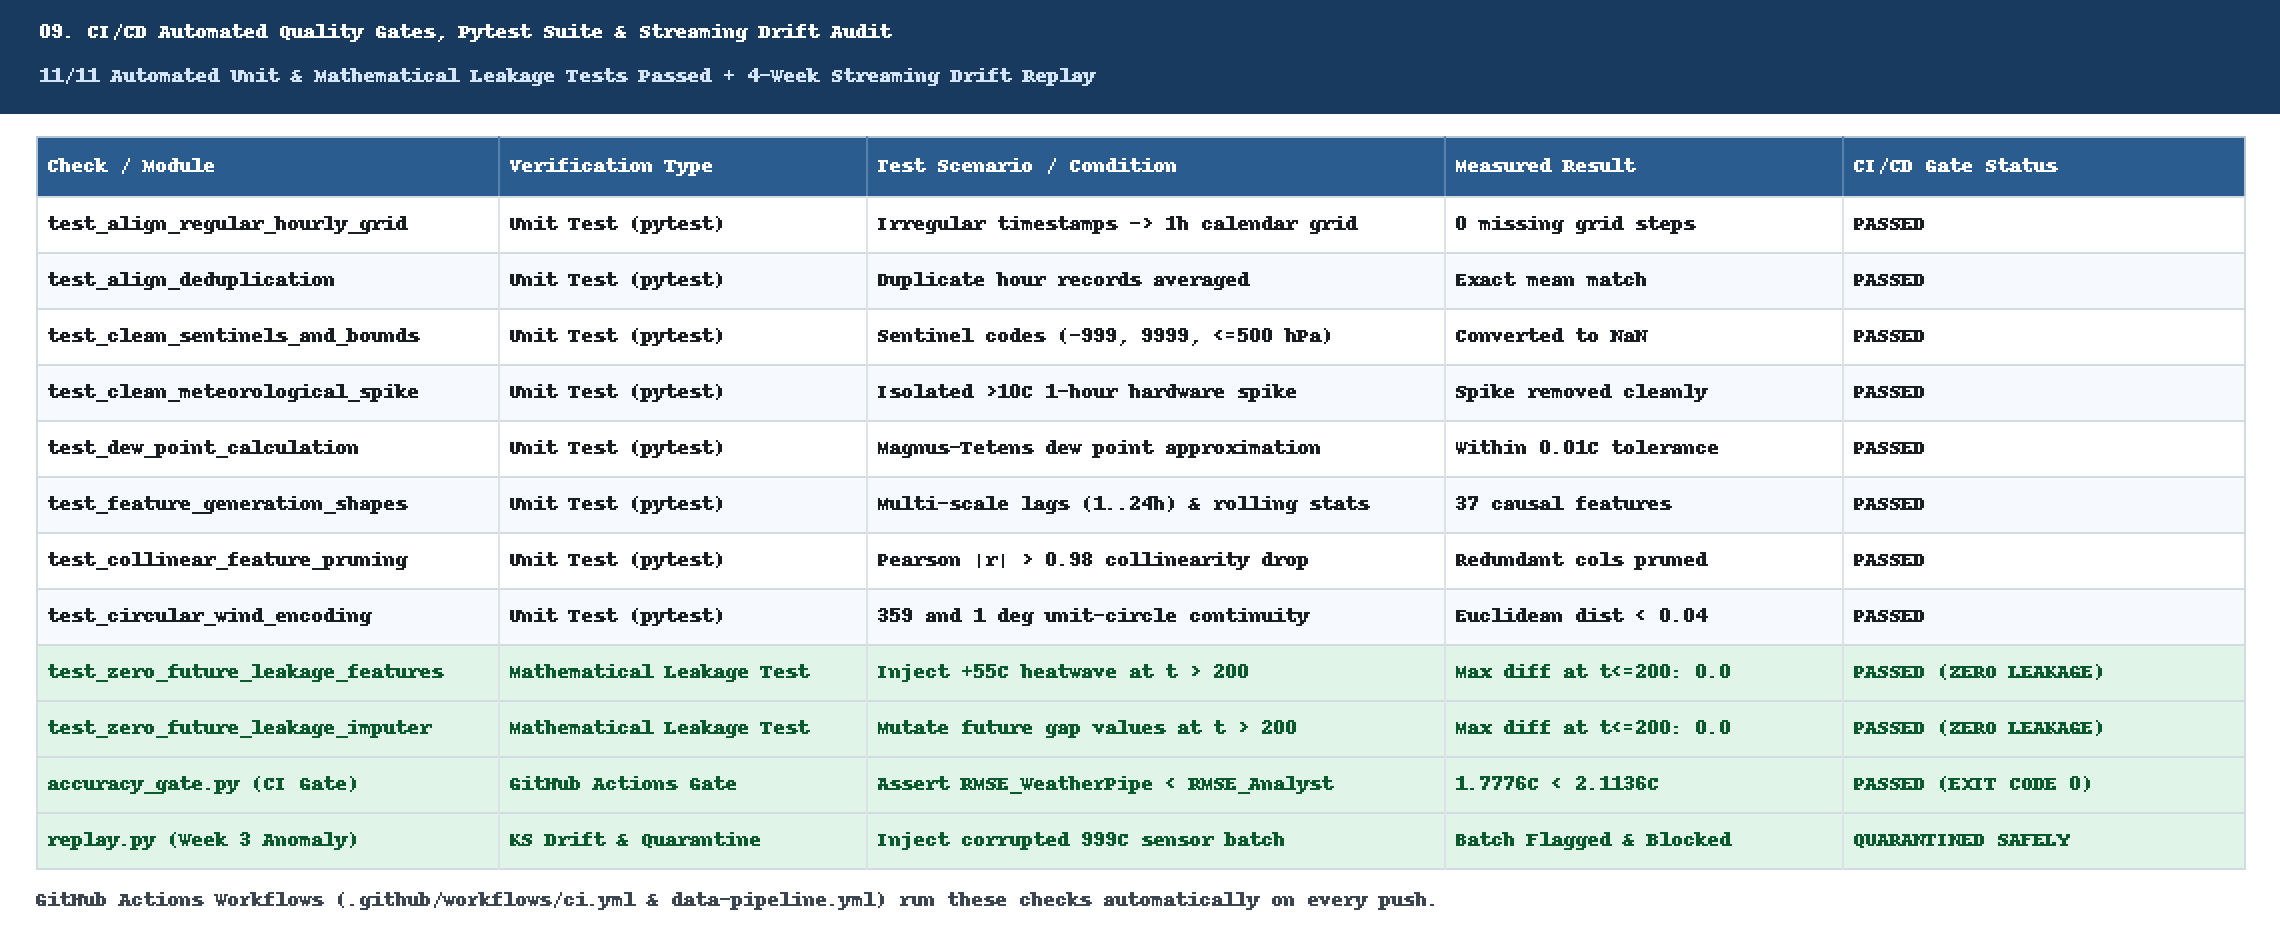 09. CI/CD Automated Quality Gates, Pytest Suite & Streaming Drift Audit
11/11 Automated Unit & Mathematical Leakage Tests Passed + 4-Week Streaming Drift Replay
Check / Module Verification Type Test Scenario / Condition Measured Result CI/CD Gate Status
test_align_regular_hourly_grid Unit Test (pytest) Irregular timestamps -> 1h calendar grid 0 missing grid steps PASSED
test_align_deduplication Unit Test (pytest) Duplicate hour records averaged Exact mean match PASSED
test_clean_sentinels_and_bounds Unit Test (pytest) Sentinel codes (-999, 9999, <=500 hPa) Converted to NaN PASSED
test_clean_meteorological_spike Unit Test (pytest) Isolated >10C 1-hour hardware spike Spike removed cleanly PASSED
test_dew_point_calculation Unit Test (pytest) Magnus-Tetens dew point approximation Within 0.01C tolerance PASSED
test_feature_generation_shapes Unit Test (pytest) Multi-scale lags (1..24h) & rolling stats 37 causal features PASSED
test_collinear_feature_pruning Unit Test (pytest) Pearson |r| > 0.98 collinearity drop Redundant cols pruned PASSED
test_circular_wind_encoding Unit Test (pytest) 359 and 1 deg unit-circle continuity Euclidean dist < 0.04 PASSED
test_zero_future_leakage_features Mathematical Leakage Test Inject +55C heatwave at t > 200 Max diff at t<=200: 0.0 PASSED (ZERO LEAKAGE)
test_zero_future_leakage_imputer Mathematical Leakage Test Mutate future gap values at t > 200 Max diff at t<=200: 0.0 PASSED (ZERO LEAKAGE)
accuracy_gate.py (CI Gate) GitHub Actions Gate Assert RMSE_WeatherPipe < RMSE_Analyst 1.7776C < 2.1136C PASSED (EXIT CODE 0)
replay.py (Week 3 Anomaly) KS Drift & Quarantine Inject corrupted 999C sensor batch Batch Flagged & Blocked QUARANTINED SAFELY
GitHub Actions Workflows (.github/workflows/ci.yml & data-pipeline.yml) run these checks automatically on every push.